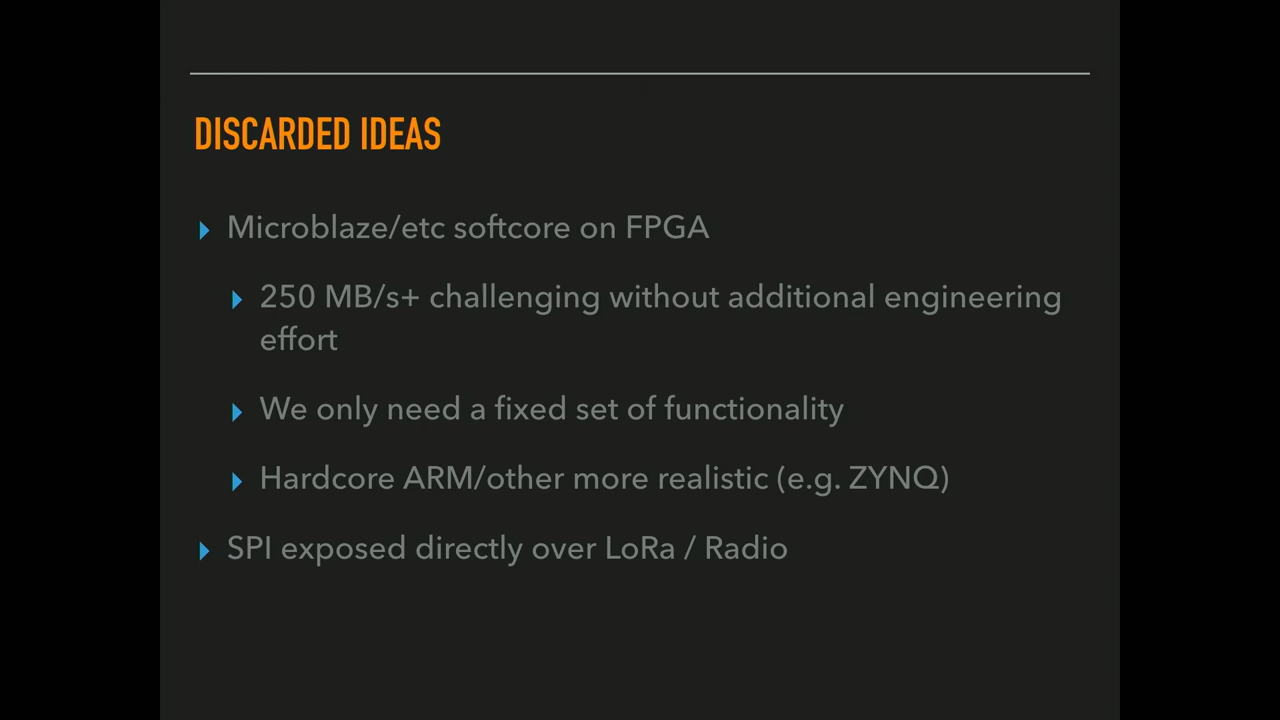 DISCARDED IDEAS
Microblaze/etc softcore on FPGA
250 MB/s+ challenging without additional engineering
effort
We only need a fixed set of functionality
Hardcore ARM/other more realistic (e.g. ZYNQ)
SPI exposed directly over LoRa / Radio